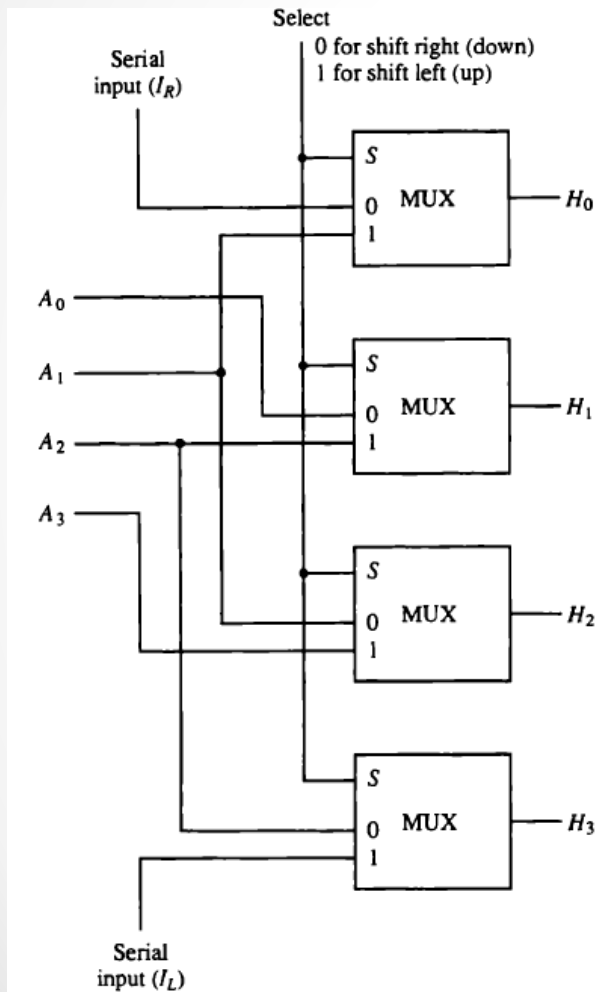 Select
0 for shift right (down)
1 for shift left (up)
Serial
input (I_R)
S
MUX
0
1
H_0
A_0
A_1
A_2
A_3
S
MUX
0
1
H_1
S
MUX
0
1
H_2
S
MUX
0
1
H_3
Serial
input (I_L)